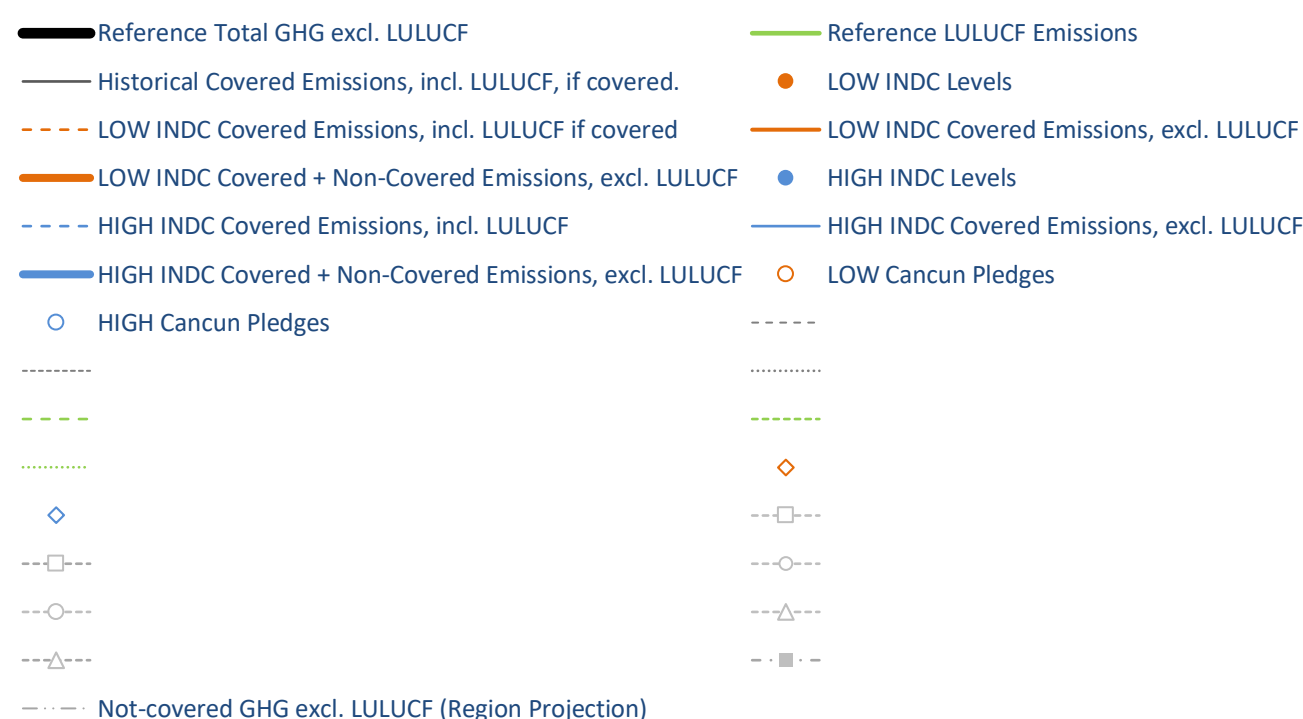 Reference Total GHG excl. LULUCF
Reference LULUCF Emissions
Historical Covered Emissions, incl. LULUCF, if covered.
LOW INDC Levels
LOW INDC Covered Emissions, incl. LULUCF if covered
LOW INDC Covered Emissions, excl. LULUCF
LOW INDC Covered + Non-Covered Emissions, excl. LULUCF
HIGH INDC Levels
HIGH INDC Covered Emissions, incl. LULUCF
HIGH INDC Covered Emissions, excl. LULUCF
HIGH INDC Covered + Non-Covered Emissions, excl. LULUCF
LOW Cancun Pledges
HIGH Cancun Pledges
Not-covered GHG excl. LULUCF (Region Projection)